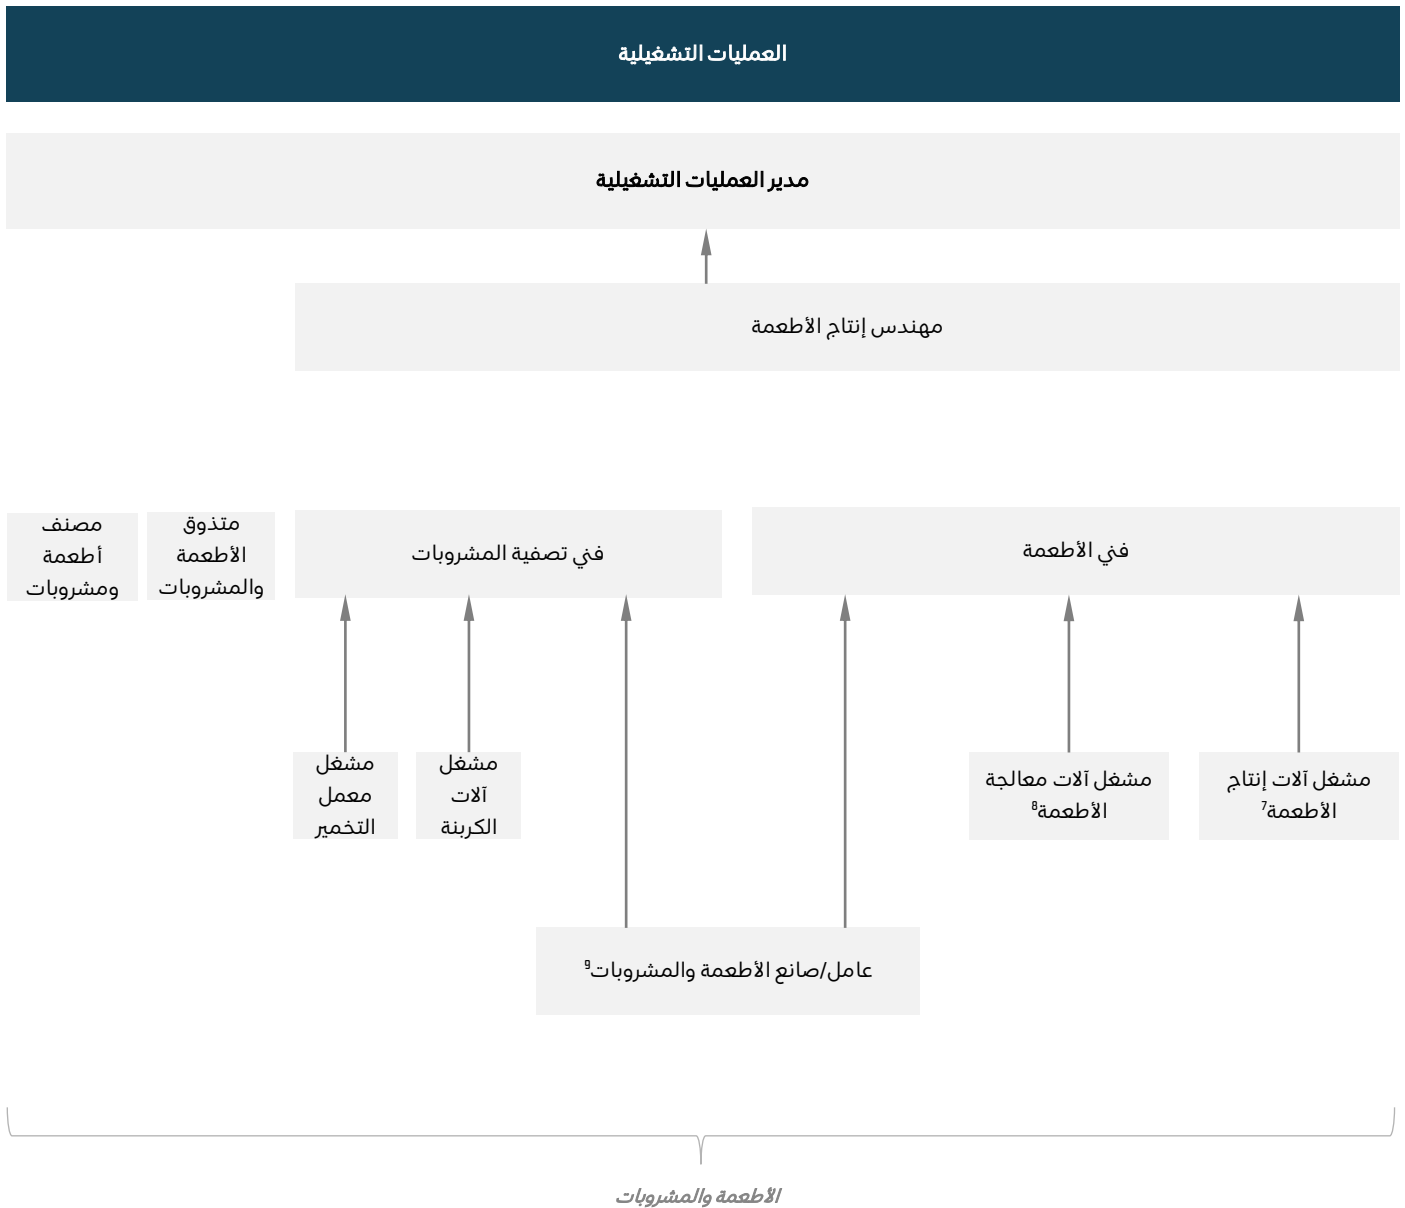 العمليات التشغيلية
مدير العمليات التشغيلية
مهندس إنتاج الأطعمة
فني الأطعمة
فني تصفية المشروبات
متذوق
الأطعمة
والمشروبات
مصنف
أطعمة
ومشروبات
مشغل آلات إنتاج
الأطعمة⁷
مشغل آلات معالجة
الأطعمة⁸
مشغل
آلات
الكربنة
مشغل
معمل
التخمير
عامل/صانع الأطعمة والمشروبات⁹
الأطعمة والمشروبات